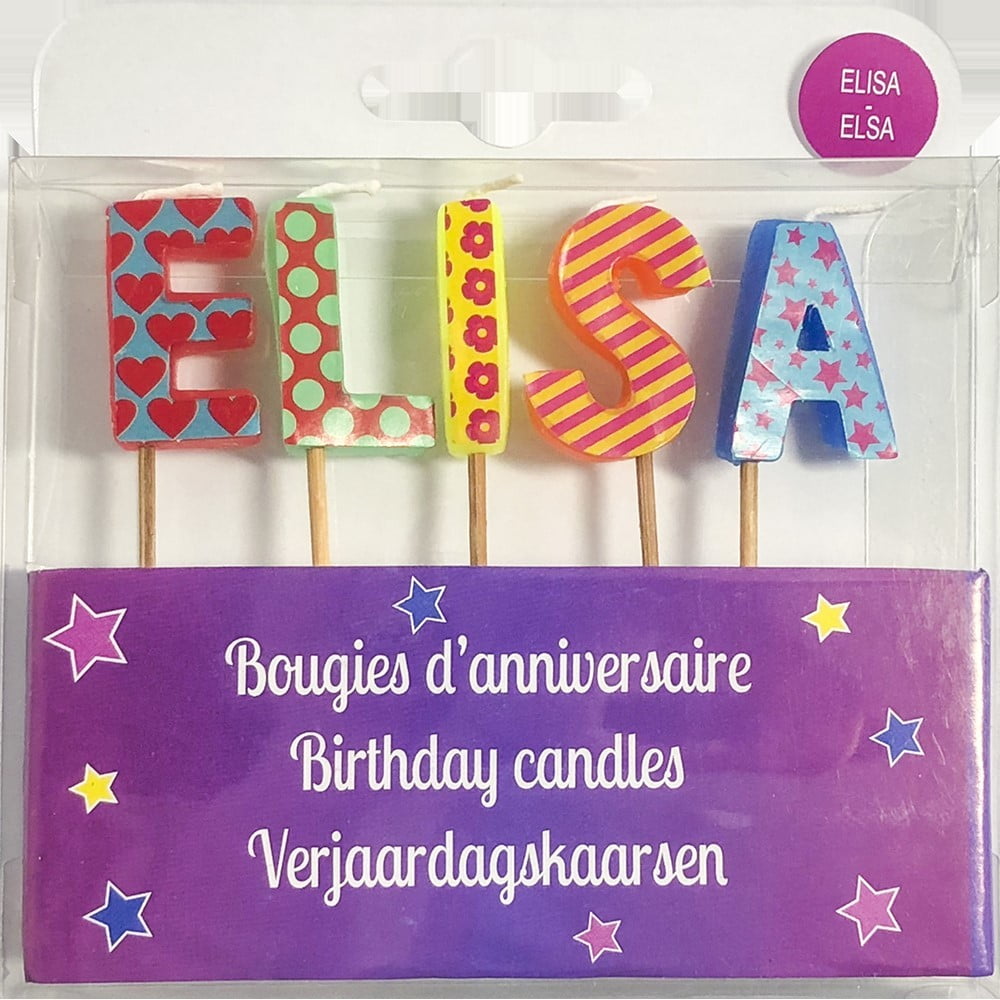 ELISA
-
ELSA
ELISA
Bougies d'anniversaire
Birthday candles
Verjaardagskaarsen